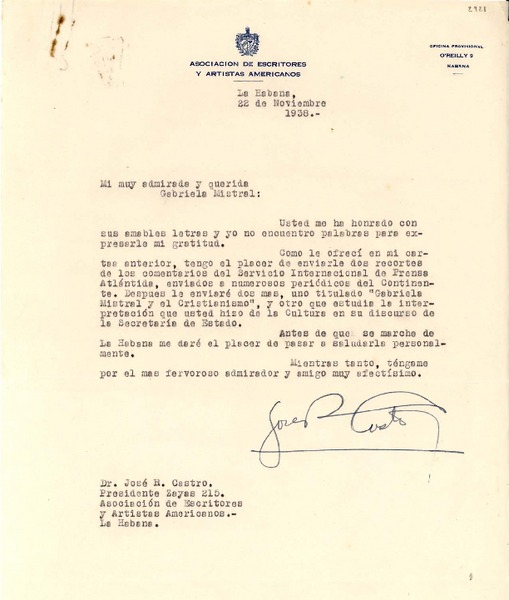 2921
ASOCIACION DE ESCRITORES
Y ARTISTAS AMERICANOS
OFICINA PROVISIONAL
O'REILLY 9
HABANA
La Habana,
22 de Noviembre
1938.-
Mi muy admirada y querida
Gabriela Mistral:
Usted me ha honrado con
sus amables letras y yo no encuentro palabras para ex-
presarle mi gratitud.
Como le ofrecí en mi car-
tas anterior, tengo el placer de enviarle dos recortes
de los comentarios del Servicio Internacional de Prensa
Atlántida, enviados a numerosos periódicos del Continen-
te. Despues le enviaré dos mas, uno titulado "Gabriela
Mistral y el Cristianismo", y otro que estudia la inter-
pretación que usted hizo de la Cultura en su discurso de
la Secretaría de Estado.
Antes de que se marche de
La Habana me daré el placer de pasar a saludarla personal-
mente.
Mientras tanto, téngame
por el mas fervoroso admirador y amigo muy afectísimo.
José R Castro
Dr. José R. Castro.
Presidente Zayas 215.
Asociación de Escritores
y Artistas Americanos.-
La Habana.